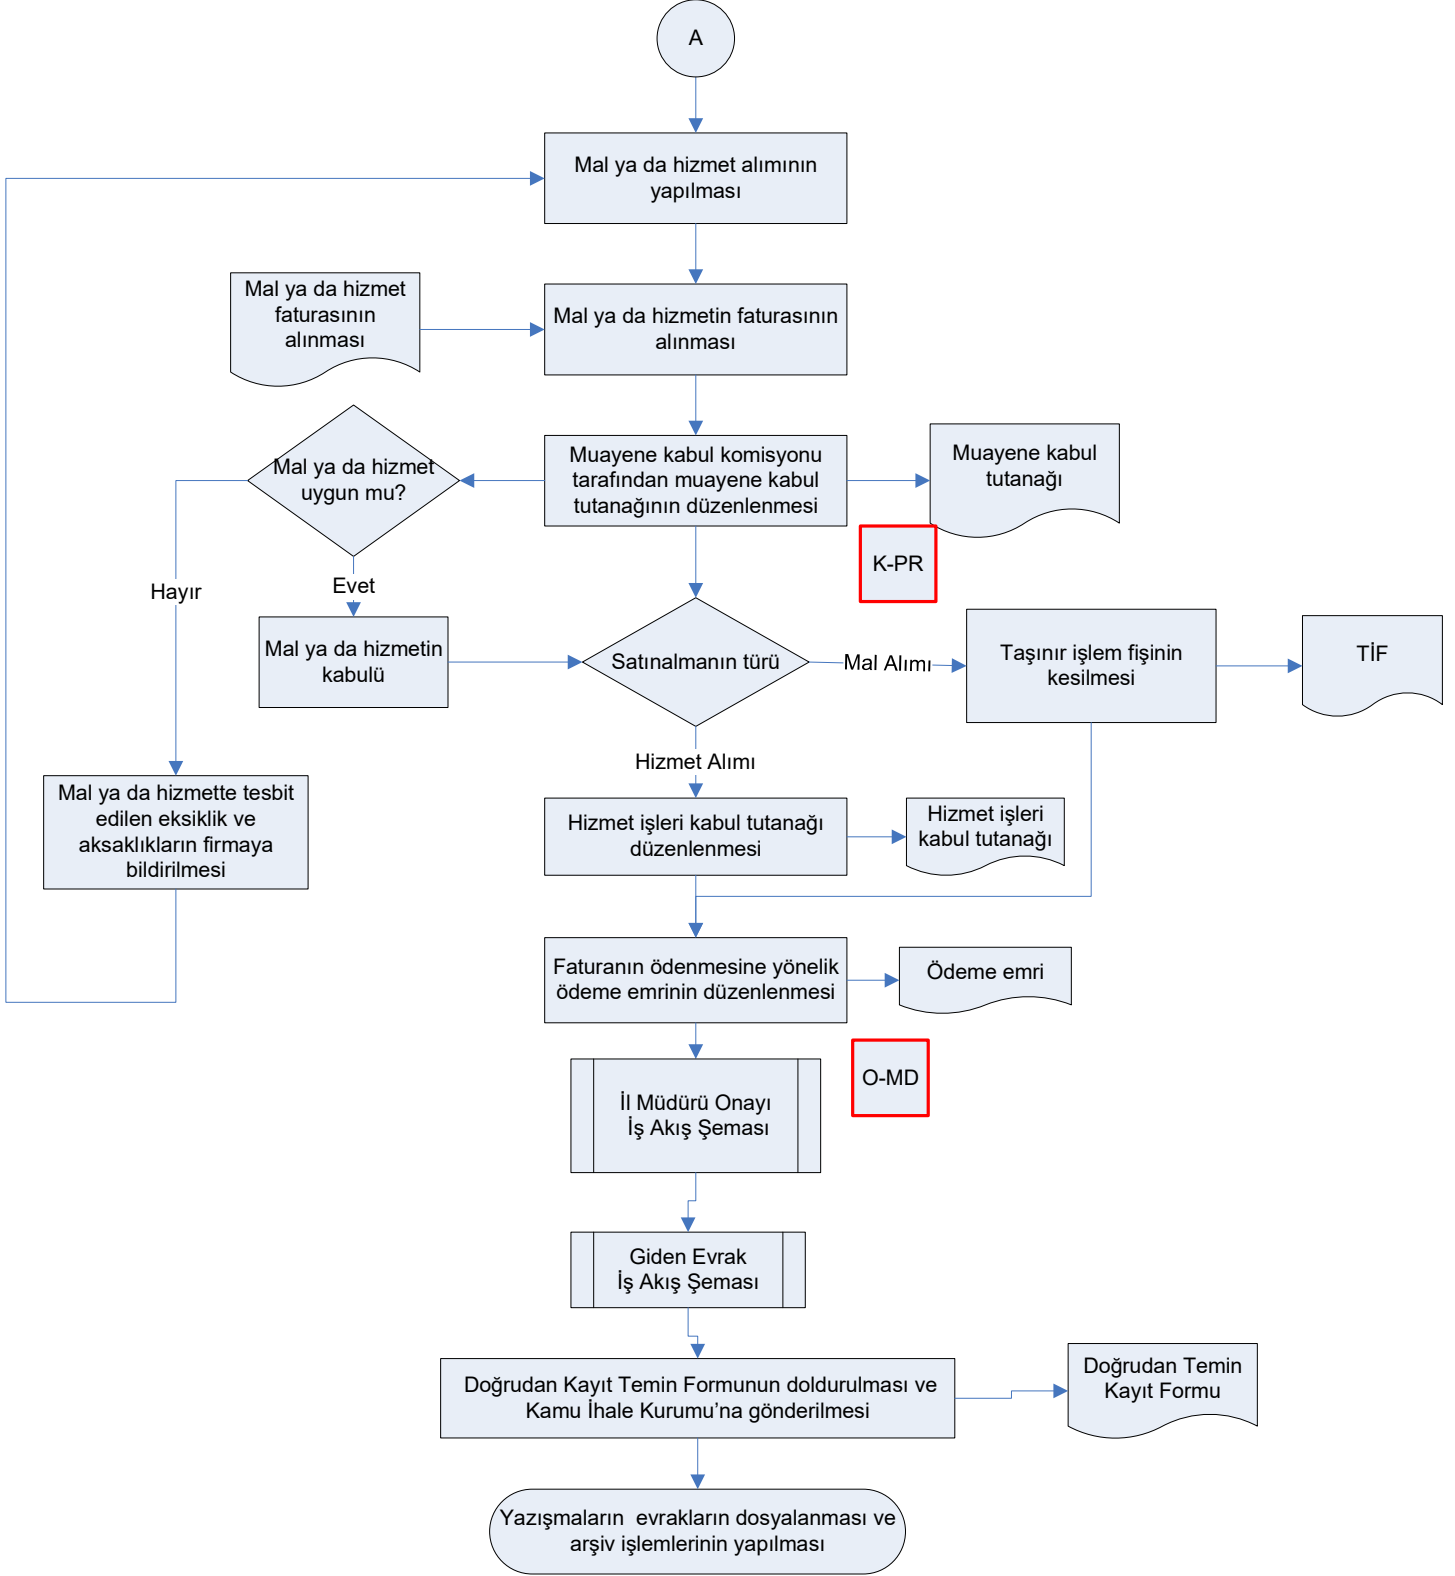 A
Mal ya da hizmet alımının
yapılması
Mal ya da hizmet
faturasının
alınması
Mal ya da hizmetin faturasının
alınması
Mal ya da hizmet
uygun mu?
Muayene kabul komisyonu
tarafından muayene kabul
tutanağının düzenlenmesi
Muayene kabul
tutanağı
K-PR
Hayır
Evet
Mal ya da hizmetin
kabulü
Satınalmanın türü
Mal Alımı
Taşınır işlem fişinin
kesilmesi
TİF
Hizmet Alımı
Mal ya da hizmette tesbit
edilen eksiklik ve
aksaklıkların firmaya
bildirilmesi
Hizmet işleri kabul tutanağı
düzenlenmesi
Hizmet işleri
kabul tutanağı
Faturanın ödenmesine yönelik
ödeme emrinin düzenlenmesi
Ödeme emri
O-MD
İl Müdürü Onayı
İş Akış Şeması
Giden Evrak
İş Akış Şeması
Doğrudan Kayıt Temin Formunun doldurulması ve
Kamu İhale Kurumu’na gönderilmesi
Doğrudan Temin
Kayıt Formu
Yazışmaların  evrakların dosyalanması ve
arşiv işlemlerinin yapılması